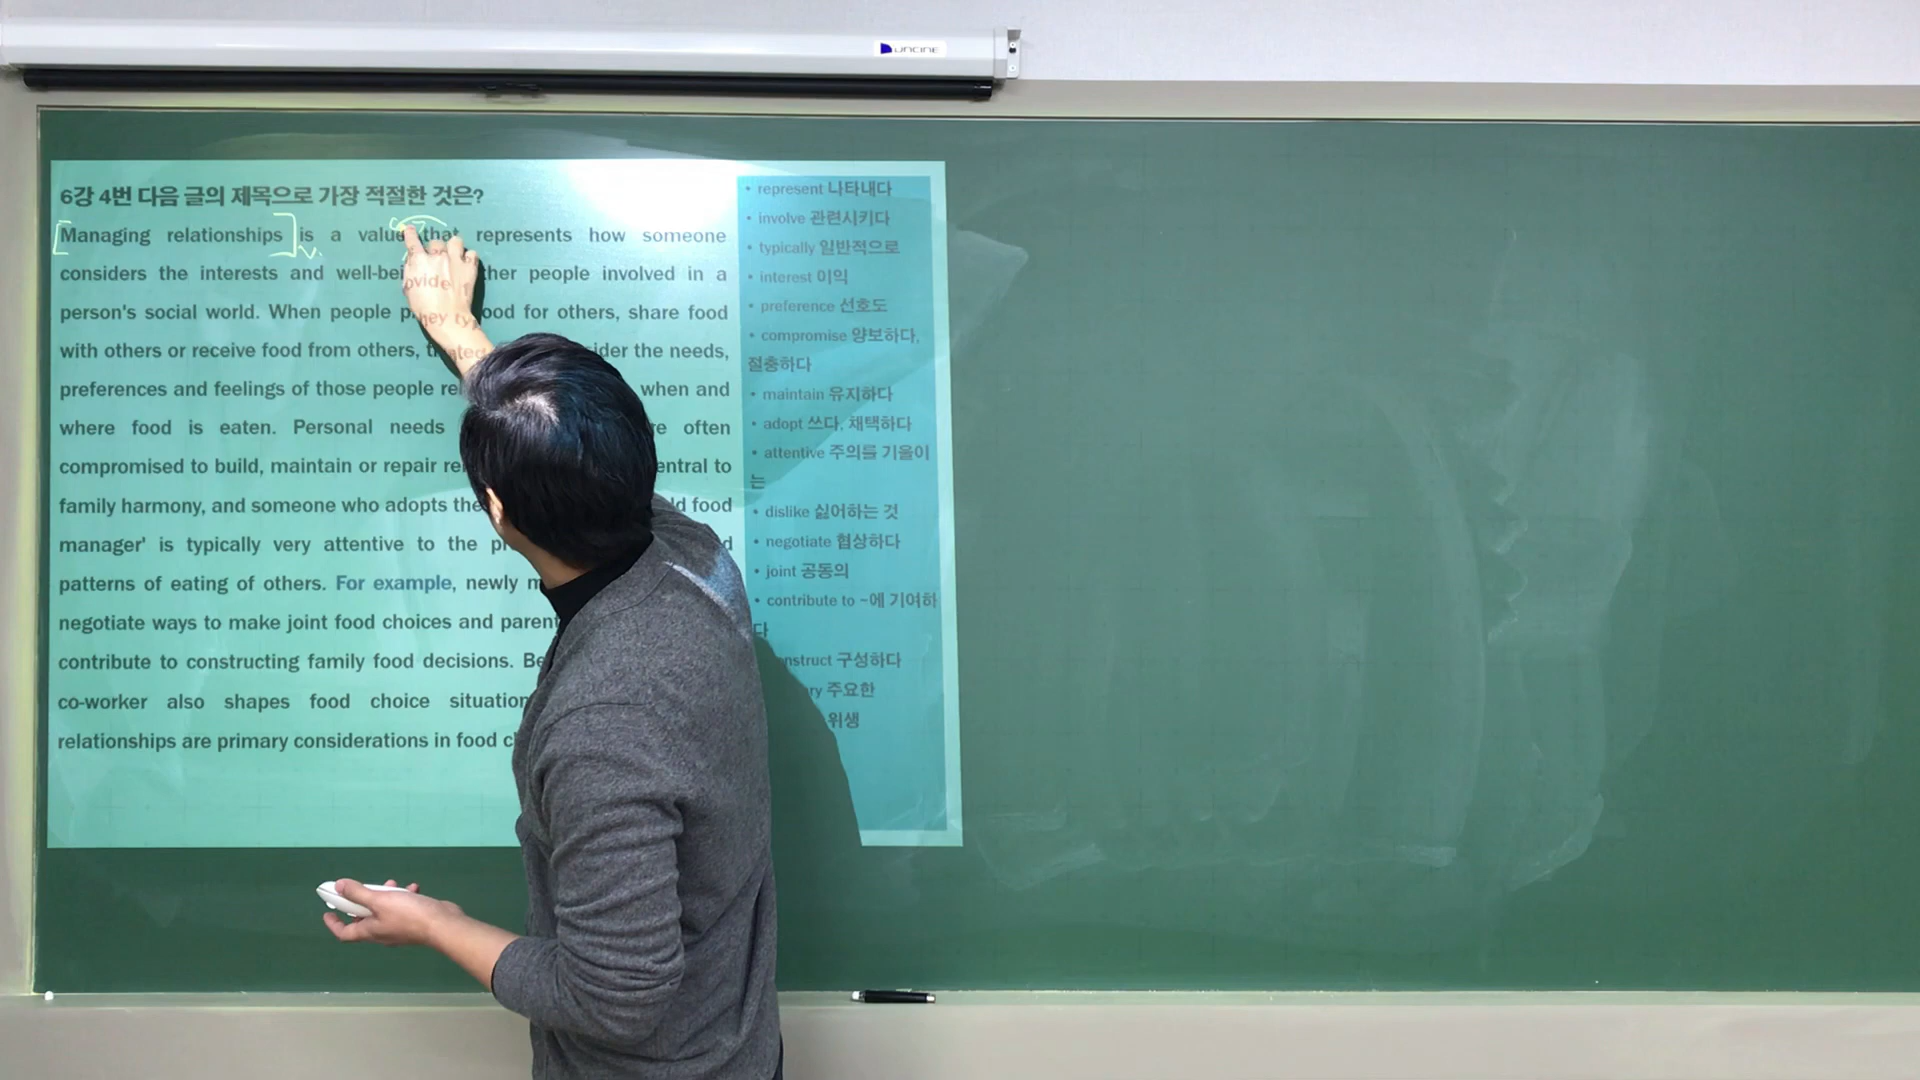 UNCINE
6강 4번 다음 글의 제목으로 가장 적절한 것은?
Managing relationships is a value that represents how someone
considers the interests and well-bei ther people involved in a
person's social world. When people p ood for others, share food
with others or receive food from others, t ider the needs,
preferences and feelings of those people rel when and
where food is eaten. Personal needs re often
compromised to build, maintain or repair rel entral to
family harmony, and someone who adopts the ld food
manager' is typically very attentive to the pr d
patterns of eating of others. For example, newly m
negotiate ways to make joint food choices and parent
contribute to constructing family food decisions. Be
co-worker also shapes food choice situation
relationships are primary considerations in food ch
• represent 나타내다
• involve 관련시키다
• typically 일반적으로
• interest 이익
• preference 선호도
• compromise 양보하다,
절충하다
• maintain 유지하다
• adopt 쓰다, 채택하다
• attentive 주의를 기울이
는
• dislike 싫어하는 것
• negotiate 협상하다
• joint 공동의
• contribute to ~에 기여하
다
nstruct 구성하다
ry 주요한
위생